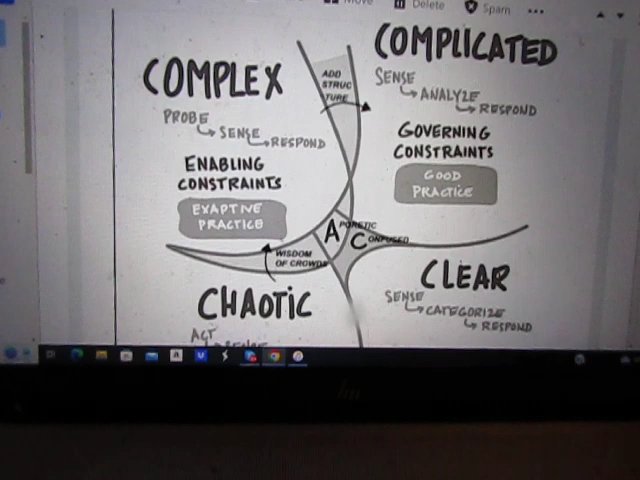 Move
Delete
Spam
•••
COMPLEX
PROBE
SENSE
RESPOND
ENABLING
CONSTRAINTS
EXAPTIVE
PRACTICE
ADD
STRUC
TURE
COMPLICATED
SENSE
ANALYZE
RESPOND
GOVERNING
CONSTRAINTS
GOOD
PRACTICE
APORETIC
CONFUSED
WISDOM
OF CROWDS
CHAOTIC
ACT
CLEAR
SENSE
CATEGORIZE
RESPOND
hp